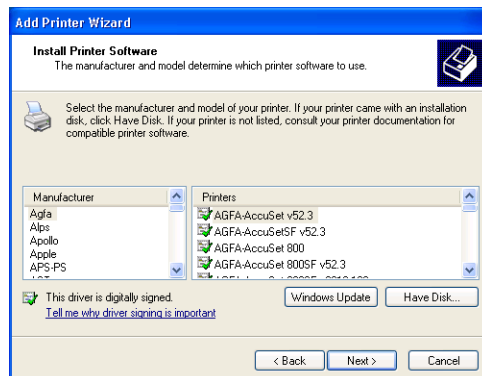 Add Printer Wizard
Install Printer Software
The manufacturer and model determine which printer software to use.
Select the manufacturer and model of your printer. If your printer came with an installation
disk, click Have Disk. If your printer is not listed, consult your printer documentation for
compatible printer software.
Manufacturer
Agfa
Alps
Apollo
Apple
APS-PS
Printers
AGFA-AccuSet v52.3
AGFA-AccuSetSF v52.3
AGFA-AccuSet 800
AGFA-AccuSet 800SF v52.3
This driver is digitally signed.
Tell me why driver signing is important
Windows Update
Have Disk...
< Back
Next >
Cancel